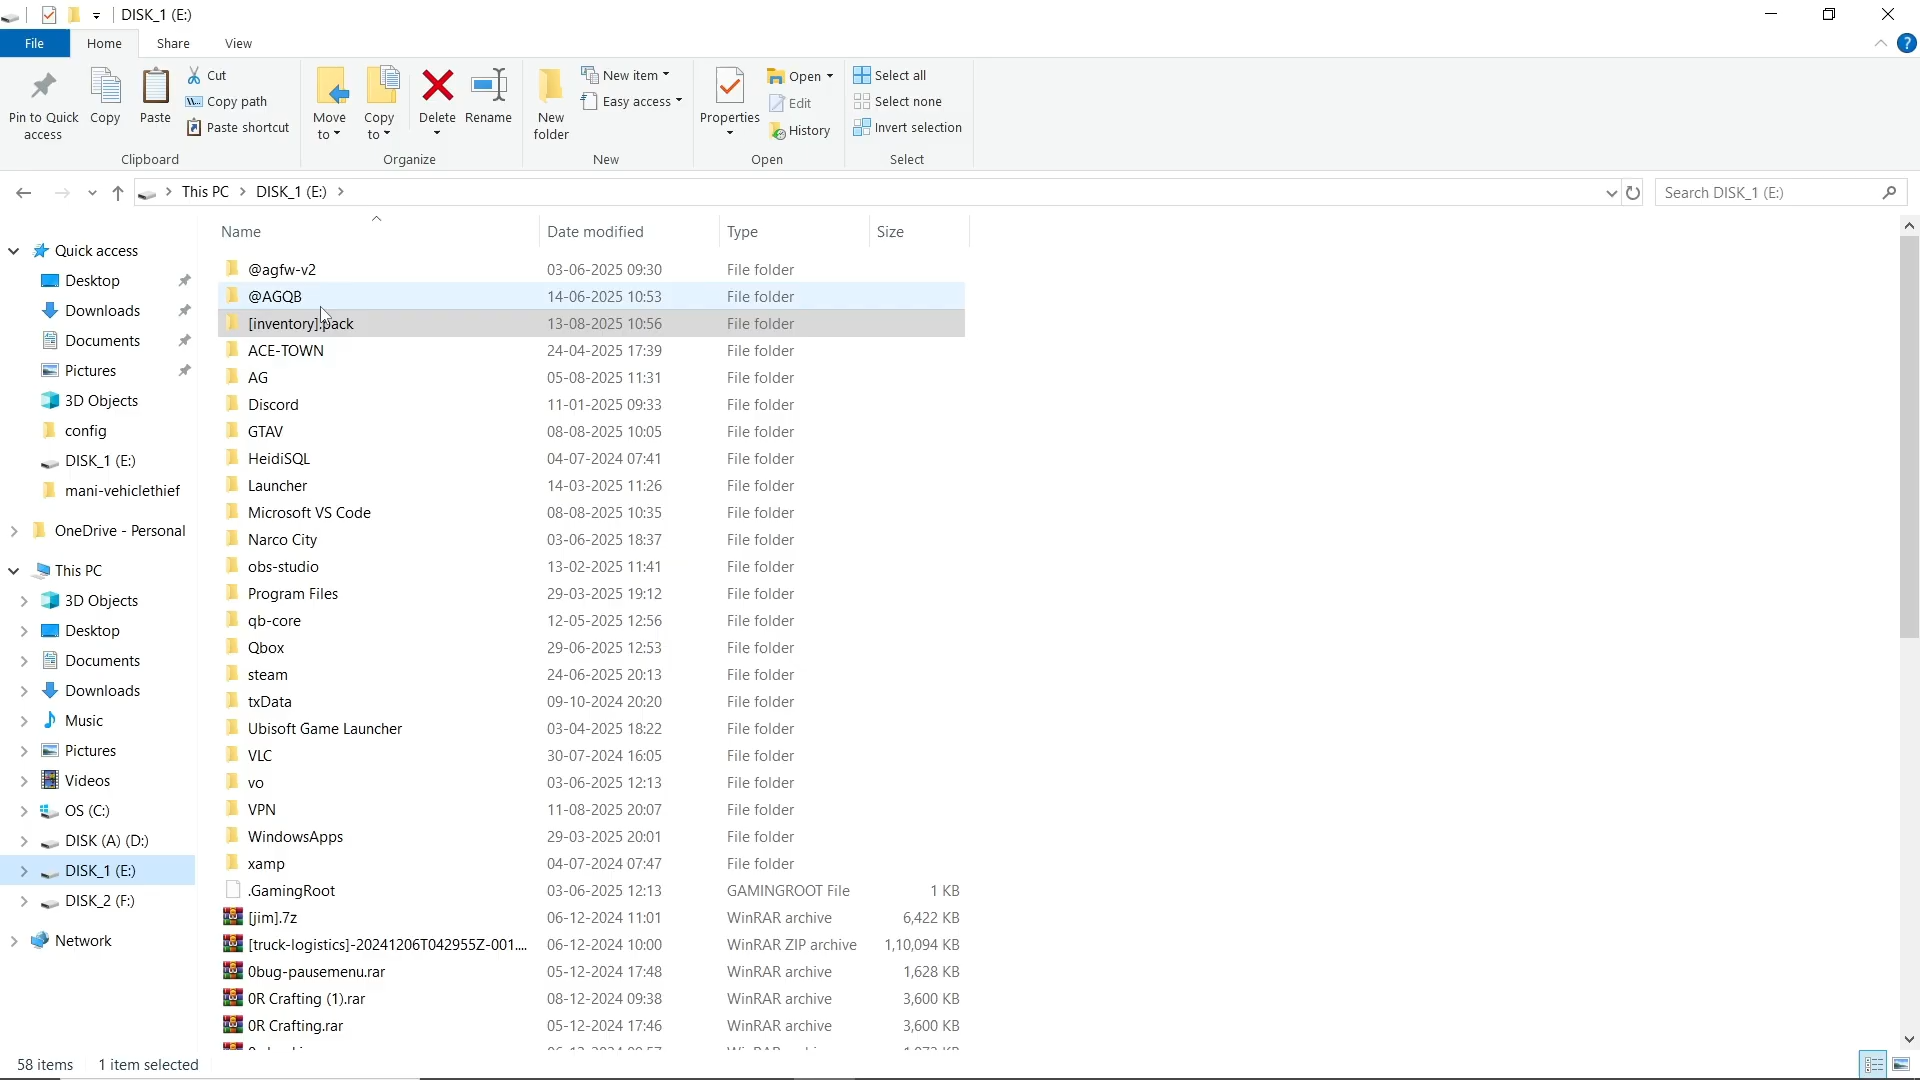 DISK_1 (E:)
File
Home
Share
View
?
Pin to Quick
access
Copy
Paste
Cut
Copy path
Paste shortcut
Clipboard
Move
to
Copy
to
Delete
Rename
Organize
New
folder
New item
Easy access
New
Properties
Open
Edit
History
Open
Select all
Select none
Invert selection
Select
This PC
DISK_1 (E:)
Search DISK_1 (E:)
Quick access
Desktop
Downloads
Documents
Pictures
3D Objects
config
DISK_1 (E:)
mani-vehiclethief
OneDrive - Personal
This PC
3D Objects
Desktop
Documents
Downloads
Music
Pictures
Videos
OS (C:)
DISK (A) (D:)
DISK_1 (E:)
DISK_2 (F:)
Network
Name Date modified Type Size
@agfw-v2 03-06-2025 09:30 File folder
@AGQB 14-06-2025 10:53 File folder
[inventory].pack 13-08-2025 10:56 File folder
ACE-TOWN 24-04-2025 17:39 File folder
AG 05-08-2025 11:31 File folder
Discord 11-01-2025 09:33 File folder
GTAV 08-08-2025 10:05 File folder
HeidiSQL 04-07-2024 07:41 File folder
Launcher 14-03-2025 11:26 File folder
Microsoft VS Code 08-08-2025 10:35 File folder
Narco City 03-06-2025 18:37 File folder
obs-studio 13-02-2025 11:41 File folder
Program Files 29-03-2025 19:12 File folder
qb-core 12-05-2025 12:56 File folder
Qbox 29-06-2025 12:53 File folder
steam 24-06-2025 20:13 File folder
txData 09-10-2024 20:20 File folder
Ubisoft Game Launcher 03-04-2025 18:22 File folder
VLC 30-07-2024 16:05 File folder
vo 03-06-2025 12:13 File folder
VPN 11-08-2025 20:07 File folder
WindowsApps 29-03-2025 20:01 File folder
xamp 04-07-2024 07:47 File folder
.GamingRoot 03-06-2025 12:13 GAMINGROOT File 1 KB
[jim].7z 06-12-2024 11:01 WinRAR archive 6,422 KB
[truck-logistics]-20241206T042955Z-001.... 06-12-2024 10:00 WinRAR ZIP archive 1,10,094 KB
0bug-pausemenu.rar 05-12-2024 17:48 WinRAR archive 1,628 KB
0R Crafting (1).rar 08-12-2024 09:38 WinRAR archive 3,600 KB
0R Crafting.rar 05-12-2024 17:46 WinRAR archive 3,600 KB
58 items 1 item selected